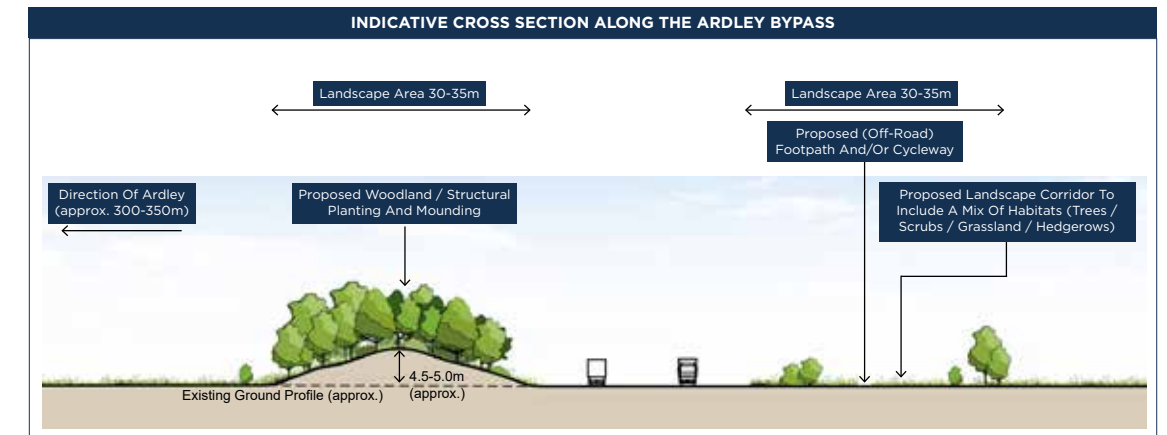 INDICATIVE CROSS SECTION ALONG THE ARDLEY BYPASS
Landscape Area 30-35m
Landscape Area 30-35m
Proposed (Off-Road)
Footpath And/Or Cycleway
Direction Of Ardley
(approx. 300-350m)
Proposed Woodland / Structural
Planting And Mounding
Proposed Landscape Corridor To
Include A Mix Of Habitats (Trees /
Scrubs / Grassland / Hedgerows)
4.5-5.0m
(approx.)
Existing Ground Profile (approx.)